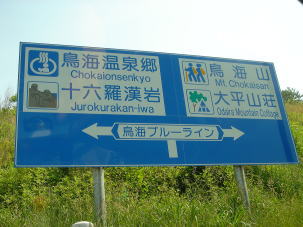 鳥海温泉郷
Chokaionsenkyo
十六羅漢岩
Jurokurakan-iwa
鳥海山
Mt. Chokaisan
大平山荘
Odairo Mountain Cottage
鳥海ブルーライン